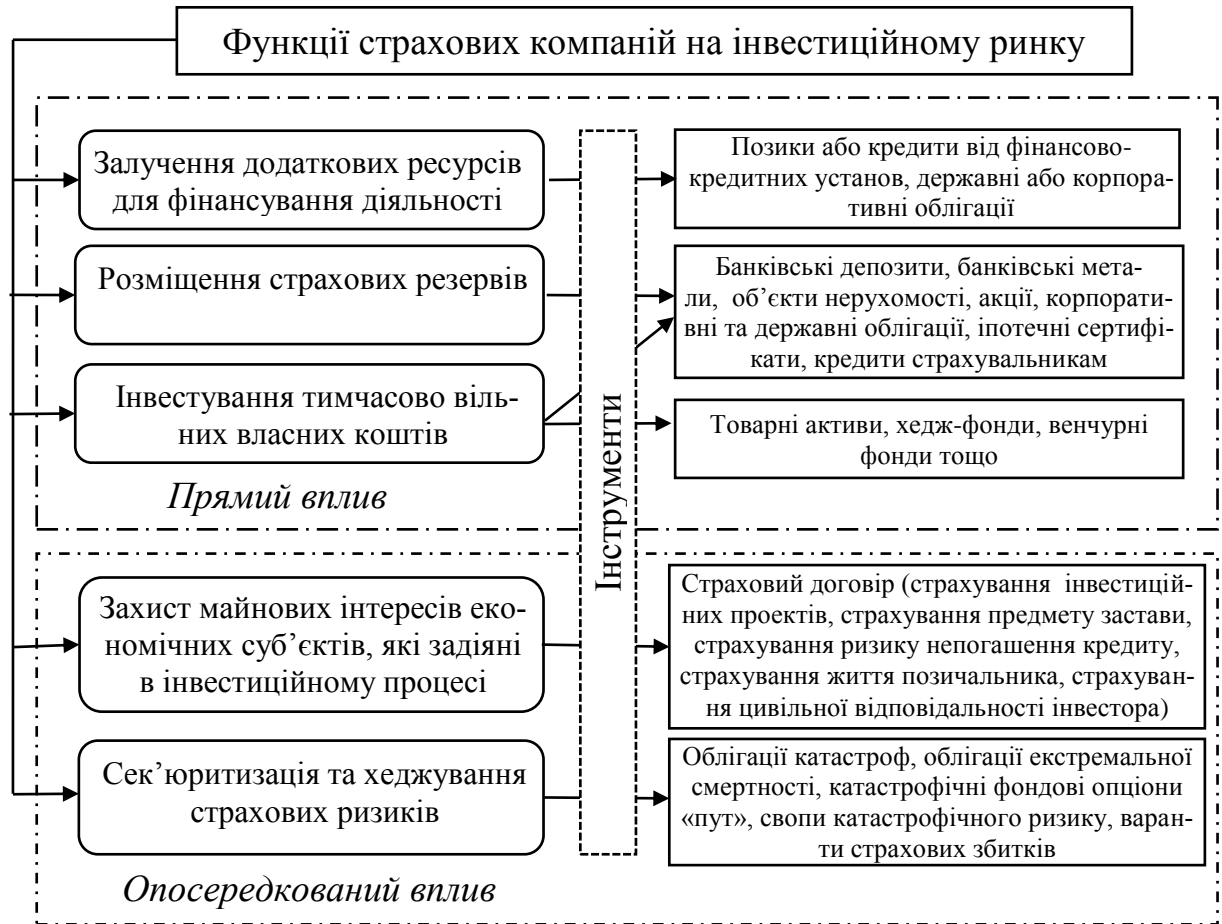 Функції страхових компаній на інвестиційному ринку
Залучення додаткових ресурсів
для фінансування діяльності
Позики або кредити від фінансово-
кредитних установ, державні або корпора-
тивні облігації
Розміщення страхових резервів
Банківські депозити, банківські мета-
ли, об’єкти нерухомості, акції, корпоратив-
ні та державні облігації, іпотечні сертифі-
кати, кредити страхувальникам
Інвестування тимчасово віль-
них власних коштів
Товарні активи, хедж-фонди, венчурні
фонди тощо
Прямий вплив
Інструменти
Захист майнових інтересів еко-
номічних суб’єктів, які задіяні
в інвестиційному процесі
Страховий договір (страхування інвестицій-
них проектів, страхування предмету застави,
страхування ризику непогашення кредиту,
страхування життя позичальника, страхуван-
ня цивільної відповідальності інвестора)
Сек’юритизація та хеджування
страхових ризиків
Облігації катастроф, облігації екстремальної
смертності, катастрофічні фондові опціони
«пут», свопи катастрофічного ризику, варан-
ти страхових збитків
Опосередкований вплив